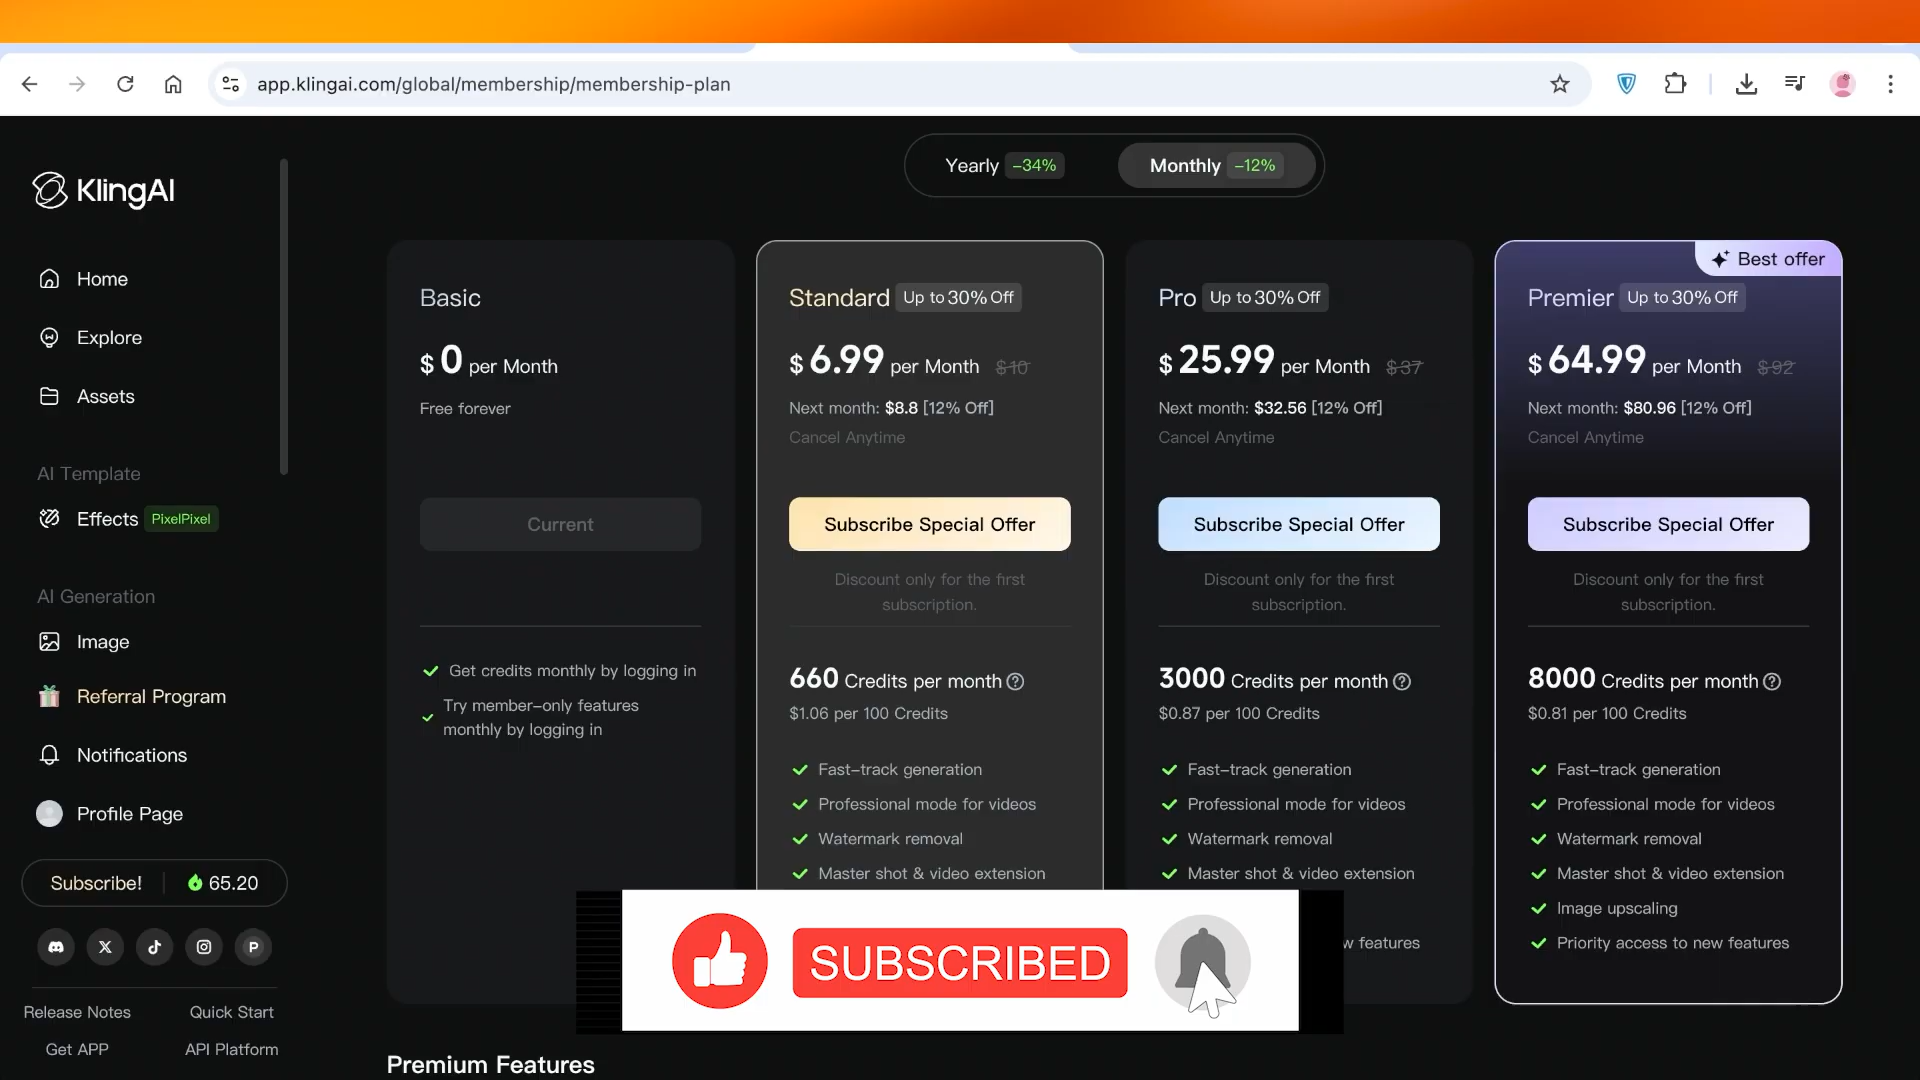 app.klingai.com/global/membership/membership-plan
KlingAI
Home
Explore
Assets
AI Template
Effects PixelPixel
AI Generation
Image
Referral Program
Notifications
Profile Page
Subscribe! 65.20
P
Release Notes Quick Start
Get APP API Platform
Yearly -34% Monthly -12%
Basic
$ 0 per Month
Free forever
Current
Get credits monthly by logging in
Try member-only features
monthly by logging in
Standard Up to 30% Off
$ 6.99 per Month $10
Next month: $8.8 [12% Off]
Cancel Anytime
Subscribe Special Offer
Discount only for the first
subscription.
660 Credits per month
$1.06 per 100 Credits
Fast-track generation
Professional mode for videos
Watermark removal
Master shot & video extension
Pro Up to 30% Off
$ 25.99 per Month $37
Next month: $32.56 [12% Off]
Cancel Anytime
Subscribe Special Offer
Discount only for the first
subscription.
3000 Credits per month
$0.87 per 100 Credits
Fast-track generation
Professional mode for videos
Watermark removal
Master shot & video extension
w features
Best offer
Premier Up to 30% Off
$ 64.99 per Month $92
Next month: $80.96 [12% Off]
Cancel Anytime
Subscribe Special Offer
Discount only for the first
subscription.
8000 Credits per month
$0.81 per 100 Credits
Fast-track generation
Professional mode for videos
Watermark removal
Master shot & video extension
Image upscaling
Priority access to new features
SUBSCRIBED
Premium Features